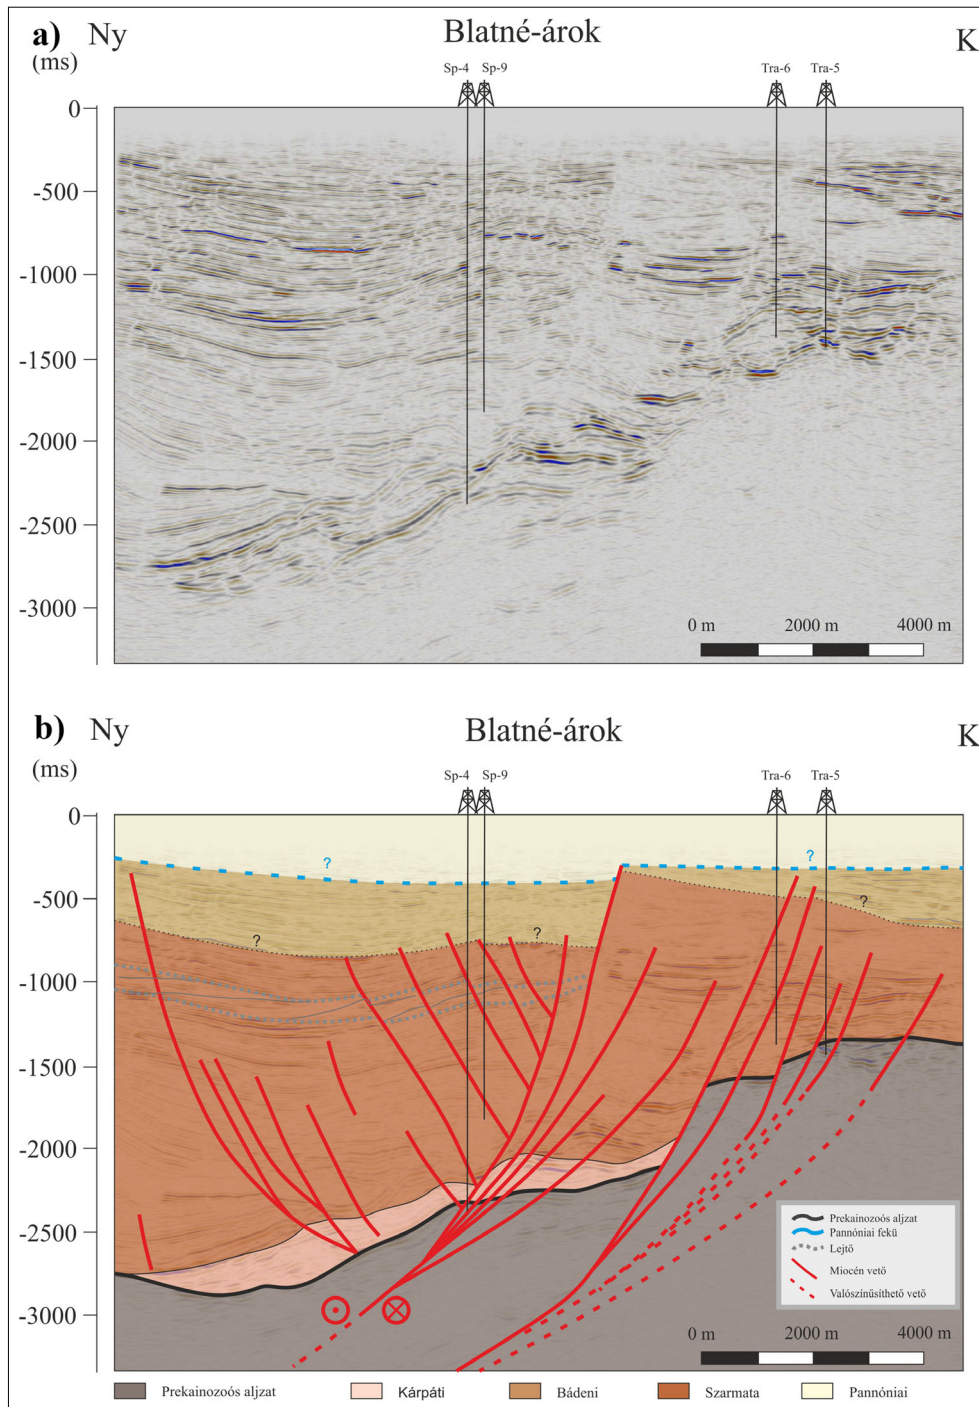 a) Ny Blatné-árok K
(ms)
Sp-4 Sp-9 Tra-6 Tra-5
0
-500
-1000
-1500
-2000
-2500
-3000
0 m 2000 m 4000 m
b) Ny Blatné-árok K
(ms)
Sp-4 Sp-9 Tra-6 Tra-5
0
? ?
-500
? ?
-1000
-1500
-2000
-2500
-3000
Prekainozoós aljzat
Pannóniai fekü
Lejtő
Miocén vető
Valószínűsíthető vető
0 m 2000 m 4000 m
Prekainozoós aljzat Kárpáti Bádeni Szarmata Pannóniai